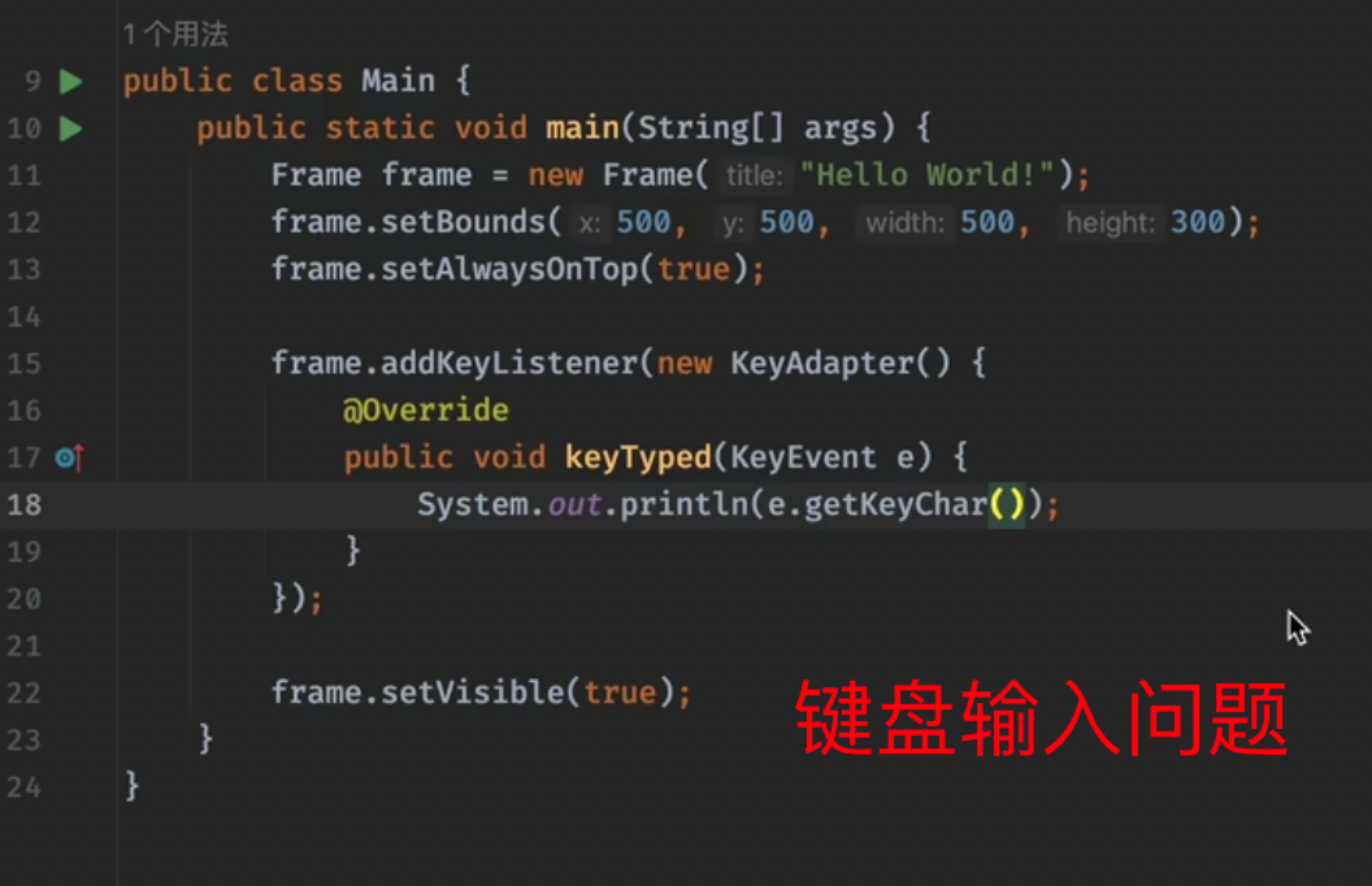 1个用法
9 public class Main {
10 public static void main(String[] args) {
11 Frame frame = new Frame( title: "Hello World!");
12 frame.setBounds( x: 500, y: 500, width: 500, height: 300);
13 frame.setAlwaysOnTop(true);
14
15 frame.addKeyListener(new KeyAdapter() {
16 @Override
17 public void keyTyped(KeyEvent e) {
18 System.out.println(e.getKeyChar());
19 }
20 });
21
22 frame.setVisible(true);
键盘输入问题
23 }
24 }